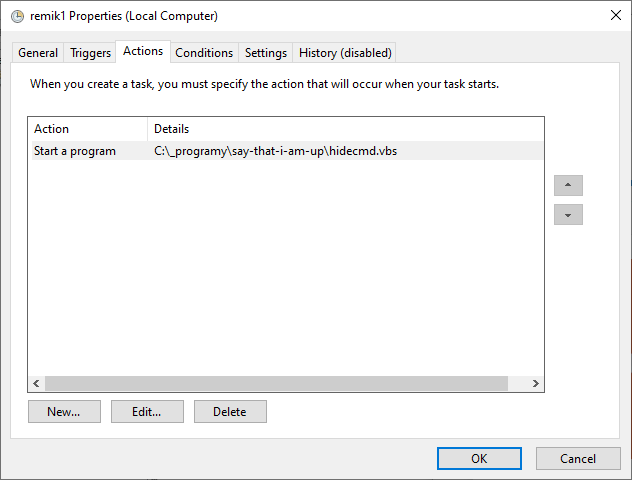 remik1 Properties (Local Computer)
General Triggers Actions Conditions Settings History (disabled)
When you create a task, you must specify the action that will occur when your task starts.
Action Details
Start a program C:\_programy\say-that-i-am-up\hidecmd.vbs
New... Edit... Delete
OK Cancel